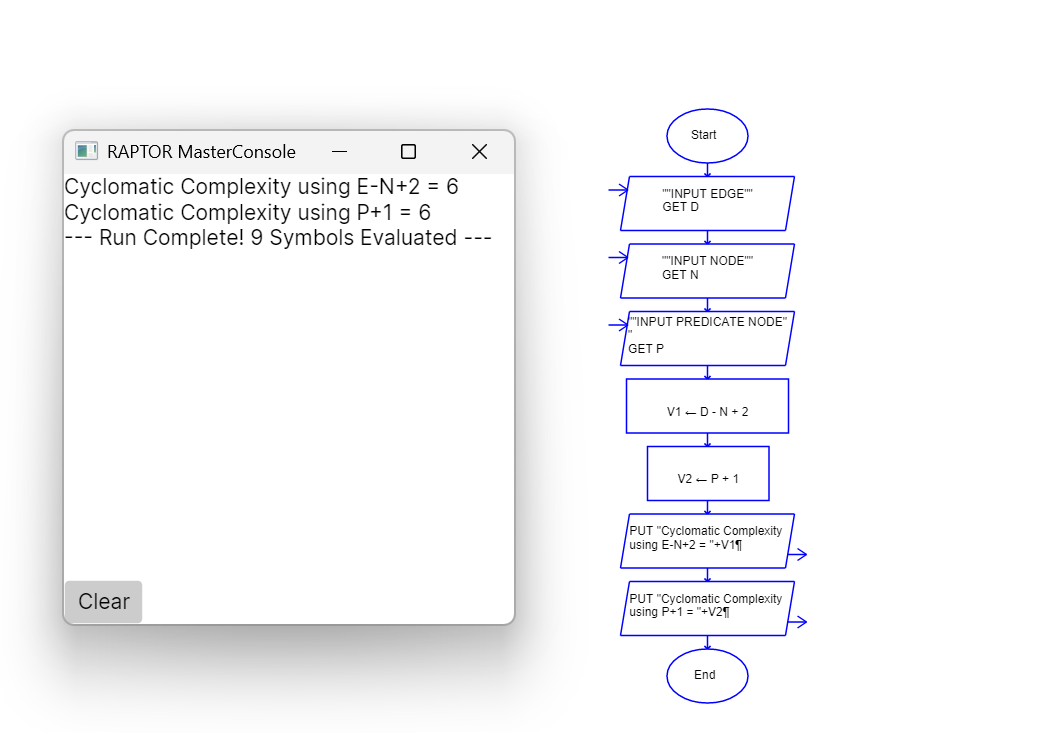 RAPTOR MasterConsole
Cyclomatic Complexity using E-N+2 = 6
Cyclomatic Complexity using P+1 = 6
--- Run Complete! 9 Symbols Evaluated ---
Clear
Start
""INPUT EDGE""
GET D
""INPUT NODE""
GET N
""INPUT PREDICATE NODE"
"
GET P
V1 ← D - N + 2
V2 ← P + 1
PUT "Cyclomatic Complexity
using E-N+2 = "+V1¶
PUT "Cyclomatic Complexity
using P+1 = "+V2¶
End